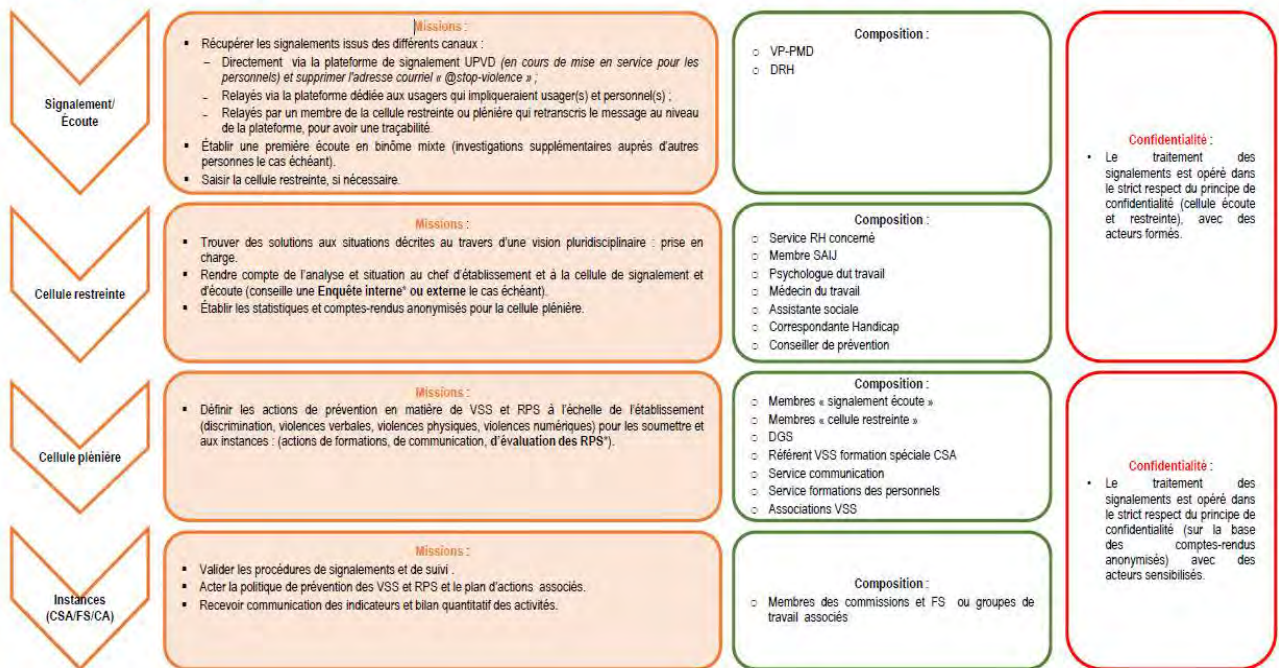 Signalement/
Écoute
Missions :
▪ Récupérer les signalements issus des différents canaux :
– Directement via la plateforme de signalement UPVD (en cours de mise en service pour les
personnels) et supprimer l'adresse courriel « @stop-violence » ;
– Relayés via la plateforme dédiée aux usagers qui impliqueraient usager(s) et personnel(s) ;
– Relayés par un membre de la cellule restreinte ou plénière qui retranscris le message au niveau
de la plateforme, pour avoir une traçabilité.
▪ Établir une première écoute en binôme mixte (investigations supplémentaires auprès d'autres
personnes le cas échéant).
▪ Saisir la cellule restreinte, si nécessaire.
Composition :
○ VP-PMD
○ DRH
Confidentialité :
• Le traitement des
signalements est opéré dans
le strict respect du principe de
confidentialité (cellule écoute
et restreinte), avec des
acteurs formés.
Cellule restreinte
Missions :
▪ Trouver des solutions aux situations décrites au travers d'une vision pluridisciplinaire : prise en
charge.
▪ Rendre compte de l'analyse et situation au chef d'établissement et à la cellule de signalement et
d'écoute (conseille une Enquête interne* ou externe le cas échéant).
▪ Établir les statistiques et comptes-rendus anonymisés pour la cellule plénière.
Composition :
○ Service RH concerné
○ Membre SAIJ
○ Psychologue dut travail
○ Médecin du travail
○ Assistante sociale
○ Correspondante Handicap
○ Conseiller de prévention
Cellule plénière
Missions :
▪ Définir les actions de prévention en matière de VSS et RPS à l'échelle de l'établissement
(discrimination, violences verbales, violences physiques, violences numériques) pour les soumettre et
aux instances : (actions de formations, de communication, d'évaluation des RPS*).
Composition :
○ Membres « signalement écoute »
○ Membres « cellule restreinte »
○ DGS
○ Référent VSS formation spéciale CSA
○ Service communication
○ Service formations des personnels
○ Associations VSS
Confidentialité :
• Le traitement des
signalements est opéré dans
le strict respect du principe de
confidentialité (sur la base
des comptes-rendus
anonymisés) avec des
acteurs sensibilisés.
Instances
(CSA/FS/CA)
Missions :
▪ Valider les procédures de signalements et de suivi .
▪ Acter la politique de prévention des VSS et RPS et le plan d'actions associés.
▪ Recevoir communication des indicateurs et bilan quantitatif des activités.
Composition :
○ Membres des commissions et FS ou groupes de
travail associés